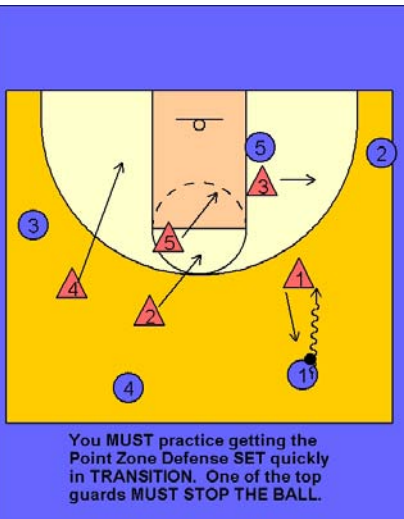 5
2
3
3
5
1
4
2
1
4
You MUST practice getting the
Point Zone Defense SET quickly
in TRANSITION. One of the top
guards MUST STOP THE BALL.